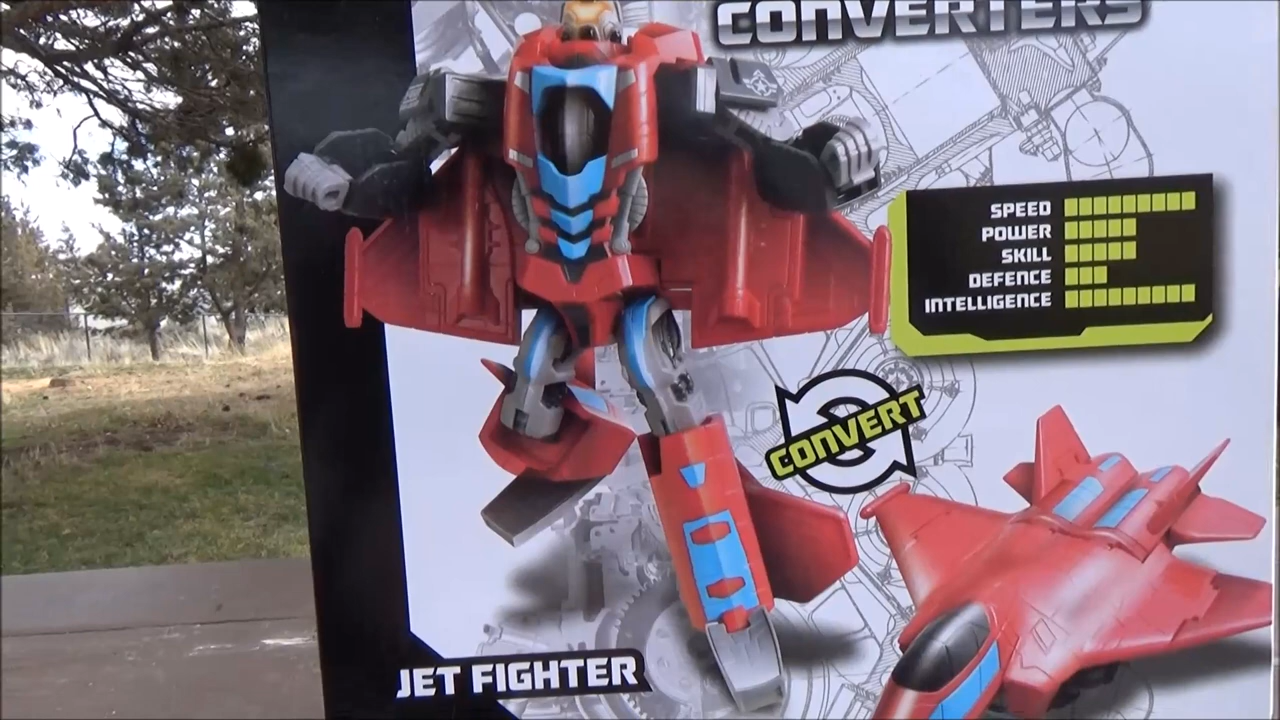 CONVERTERS
SPEED
POWER
SKILL
DEFENCE
INTELLIGENCE
CONVERT
JET FIGHTER